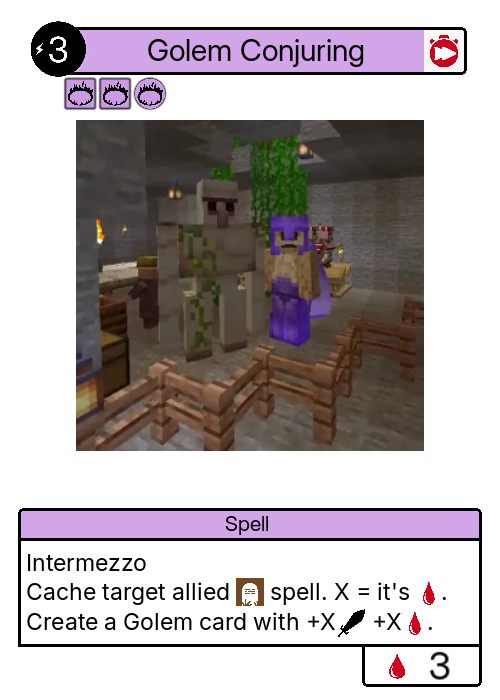 3
Golem Conjuring
Spell
Intermezzo
Cache target allied spell. X = it's .
Create a Golem card with +X +X .
3